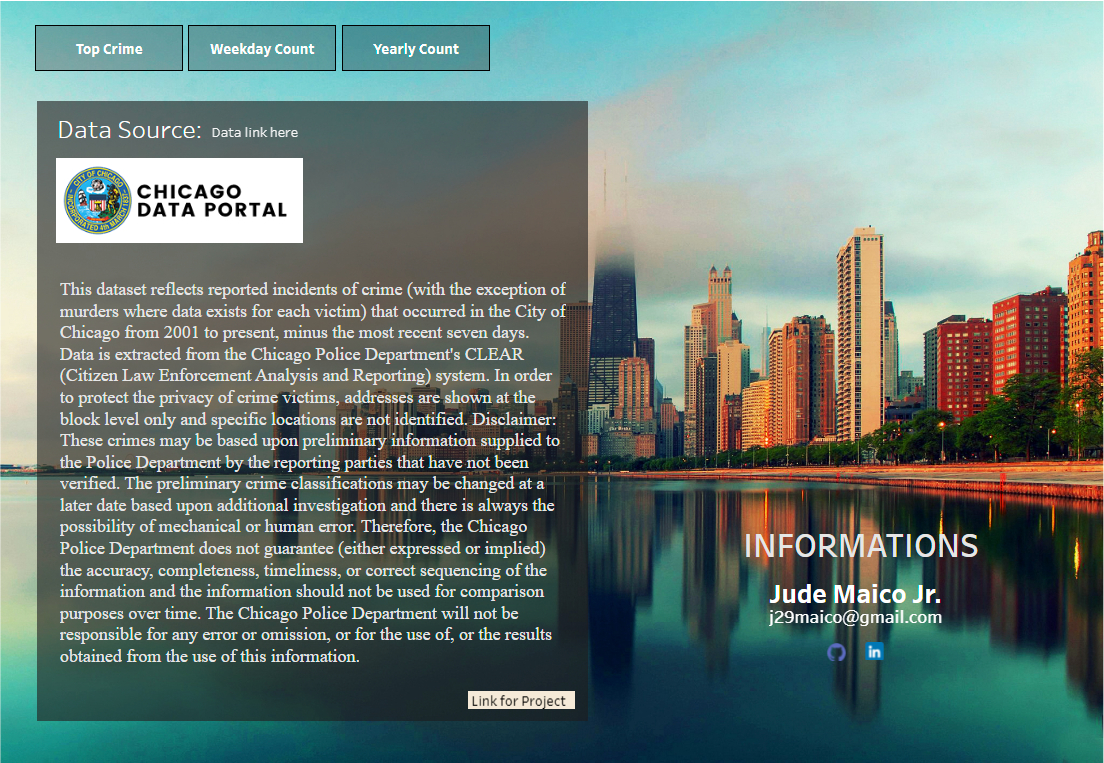 Top Crime
Weekday Count
Yearly Count
Data Source: Data link here
CITY OF CHICAGO
INCORPORATED 4th MARCH 1837
CHICAGO
DATA PORTAL
This dataset reflects reported incidents of crime (with the exception of
murders where data exists for each victim) that occurred in the City of
Chicago from 2001 to present, minus the most recent seven days.
Data is extracted from the Chicago Police Department's CLEAR
(Citizen Law Enforcement Analysis and Reporting) system. In order
to protect the privacy of crime victims, addresses are shown at the
block level only and specific locations are not identified. Disclaimer:
These crimes may be based upon preliminary information supplied to
the Police Department by the reporting parties that have not been
verified. The preliminary crime classifications may be changed at a
later date based upon additional investigation and there is always the
possibility of mechanical or human error. Therefore, the Chicago
Police Department does not guarantee (either expressed or implied)
the accuracy, completeness, timeliness, or correct sequencing of the
information and the information should not be used for comparison
purposes over time. The Chicago Police Department will not be
responsible for any error or omission, or for the use of, or the results
obtained from the use of this information.
Link for Project
INFORMATIONS
Jude Maico Jr.
j29maico@gmail.com
in